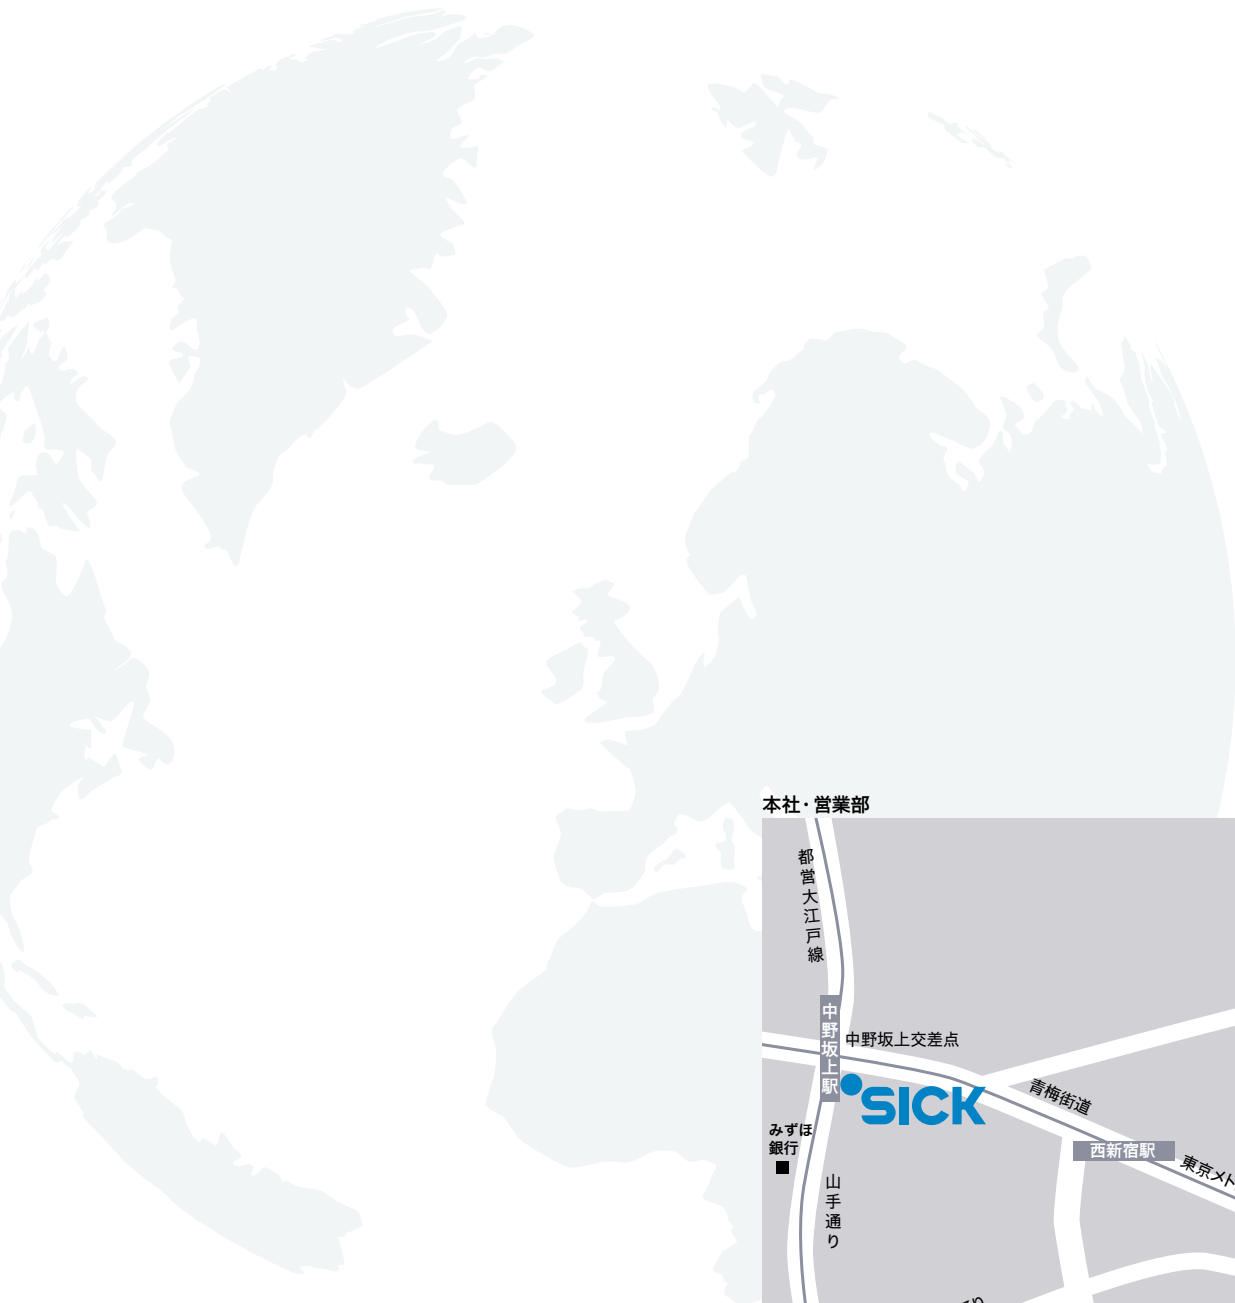 本社・営業部
都営大江戸線
中野坂上駅
中野坂上交差点
SICK
青梅街道
みずほ
銀行
西新宿駅
東京メト
山手通り
り